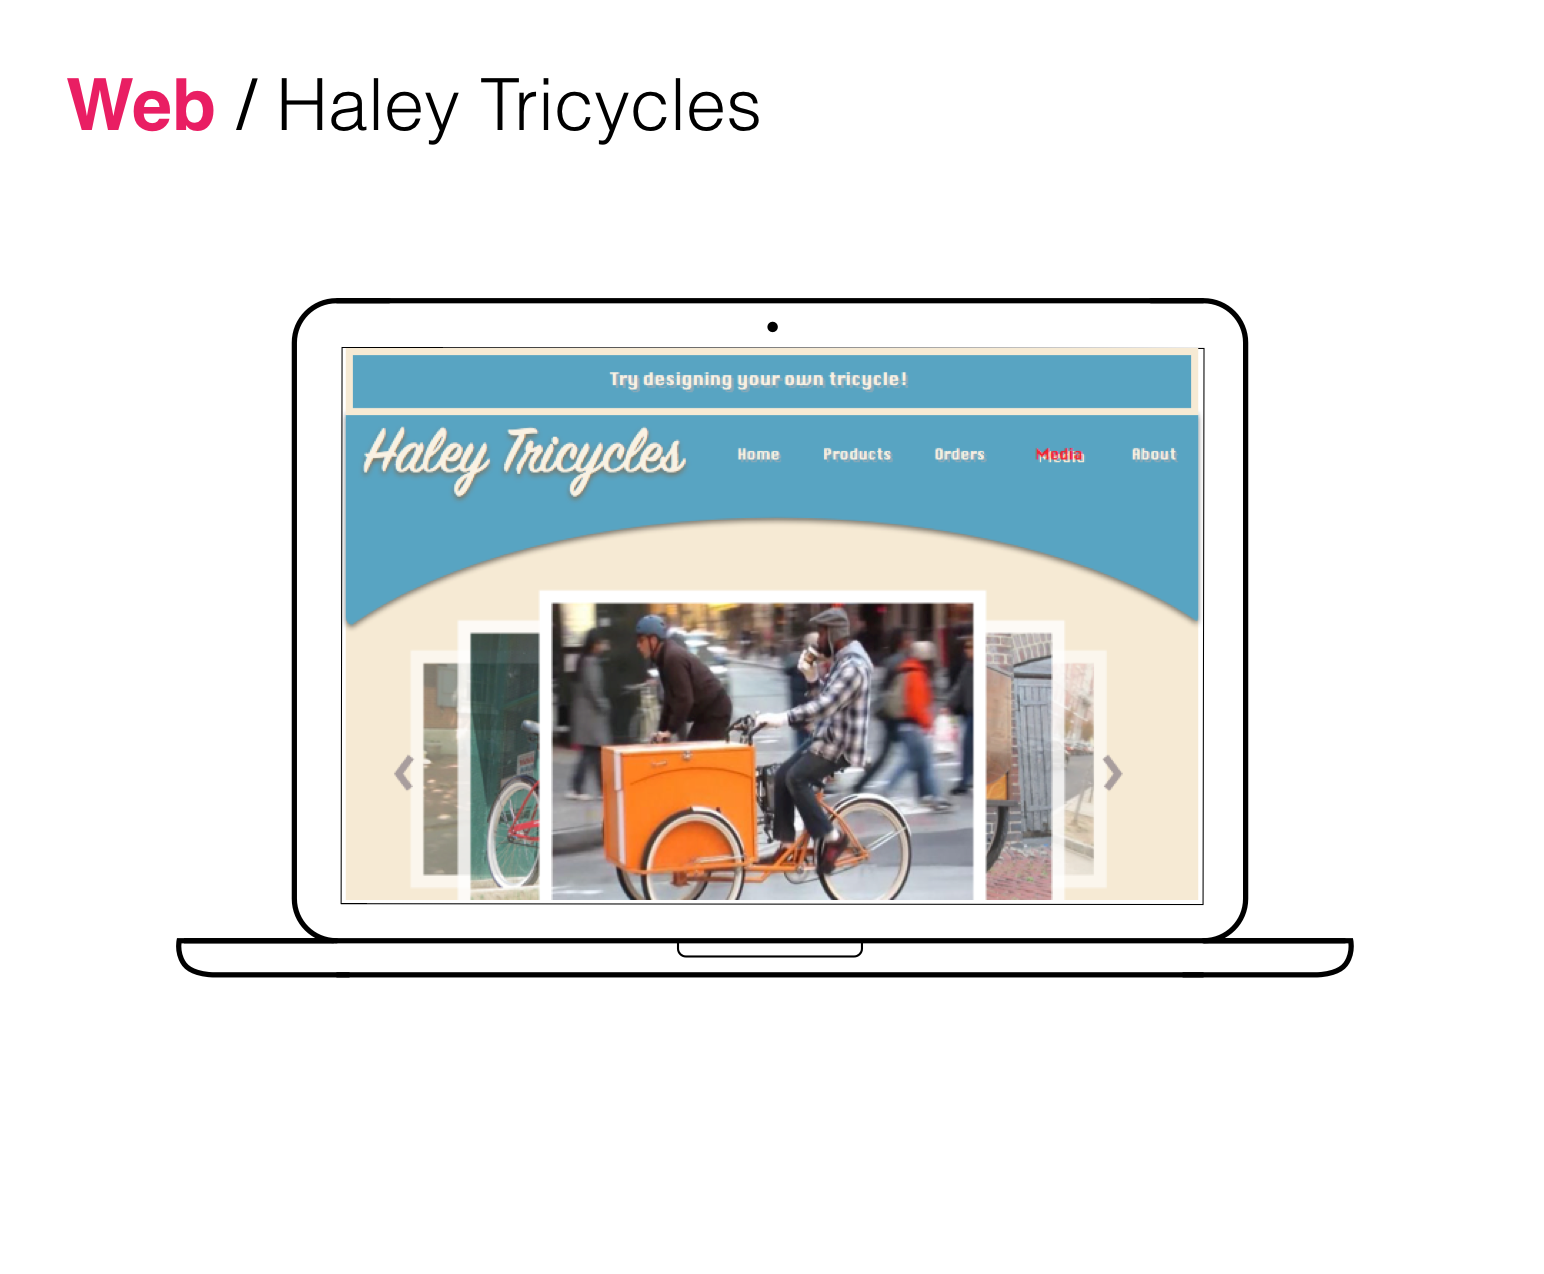 Web / Haley Tricycles
Try designing your own tricycle!
Haley Tricycles
Home Products Orders Media About